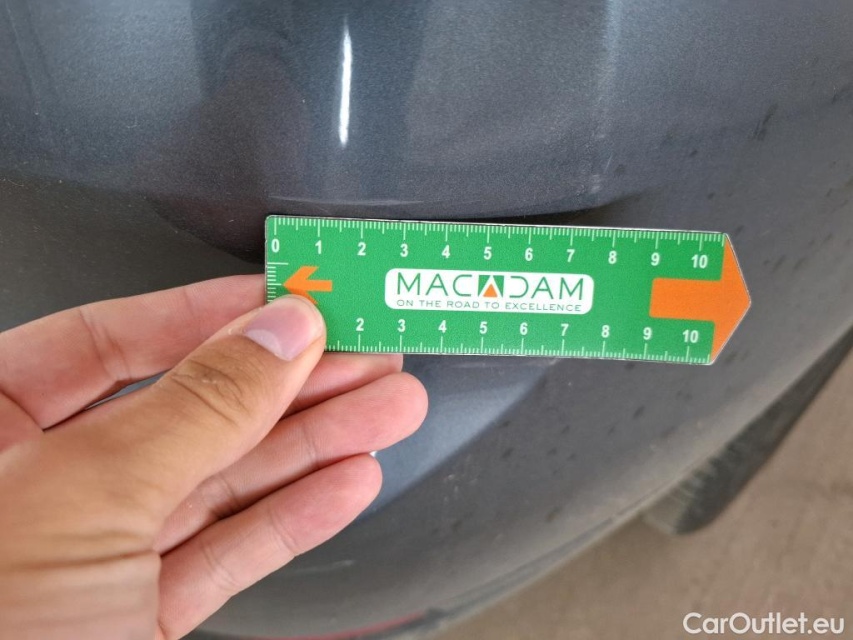 0 1 2 3 4 5 6 7 8 9 10
MACADAM
ON THE ROAD TO EXCELLENCE
2 3 4 5 6 7 8 9 10
CarOutlet.eu